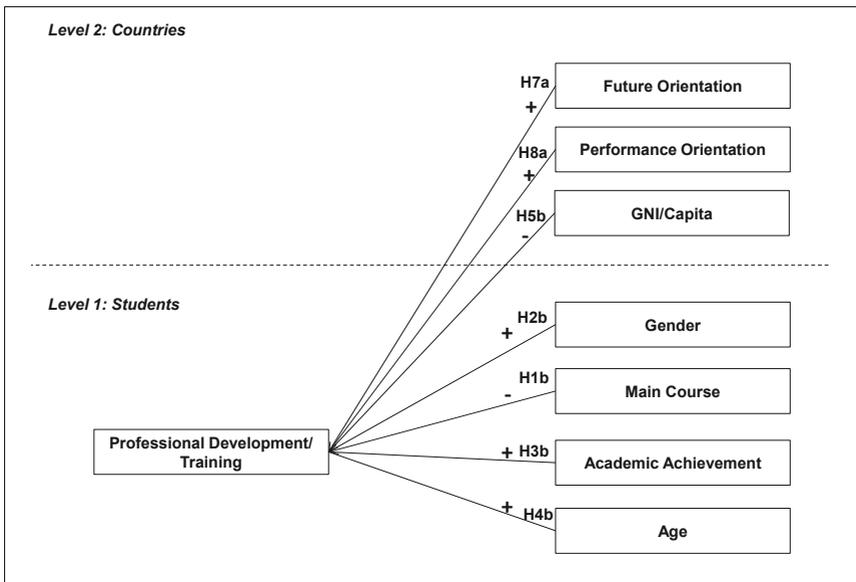 Level 2: Countries
H7a
+
Future Orientation
H8a
+
Performance Orientation
H5b
-
GNI/Capita
Level 1: Students
H2b
+
Gender
H1b
-
Main Course
Professional Development/
Training
+ H3b
Academic Achievement
+
H4b
Age